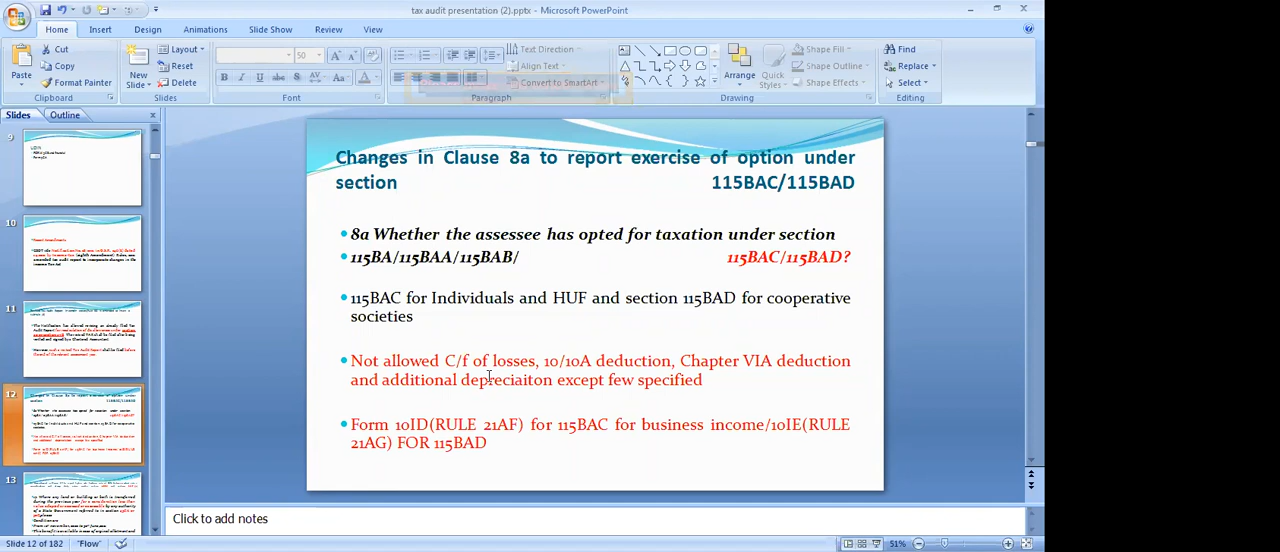 tax audit presentation (2).pptx - Microsoft PowerPoint
Home Insert Design Animations Slide Show Review View
Cut
Copy
Format Painter
Paste
Clipboard
New
Slide
Layout
Reset
Delete
Slides
50
Font
Text Direction
Align Text
Convert to SmartArt
Paragraph
Arrange
Quick
Styles
Shape Fill
Shape Outline
Shape Effects
Drawing
Find
Replace
Select
Editing
Slides Outline
9
10
11
12
13
Changes in Clause 8a to report exercise of option under
section 115BAC/115BAD
8a Whether the assessee has opted for taxation under section
115BA/115BAA/115BAB/ 115BAC/115BAD?
115BAC for Individuals and HUF and section 115BAD for cooperative
societies
Not allowed C/f of losses, 10/10A deduction, Chapter VIA deduction
and additional depreciaiton except few specified
Form 10ID(RULE 21AF) for 115BAC for business income/10IE(RULE
21AG) FOR 115BAD
Click to add notes
Slide 12 of 182 "Flow" 51%